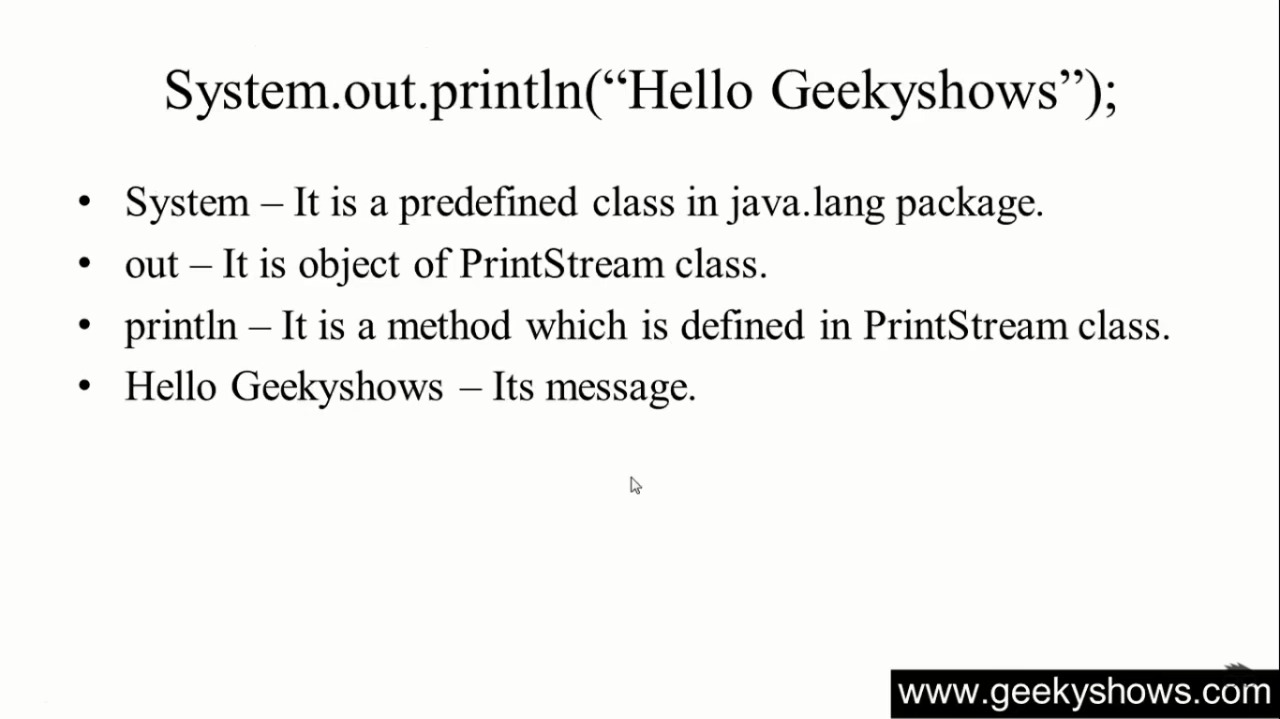 System.out.println(“Hello Geekyshows”);
• System – It is a predefined class in java.lang package.
• out – It is object of PrintStream class.
• println – It is a method which is defined in PrintStream class.
• Hello Geekyshows – Its message.
www.geekyshows.com